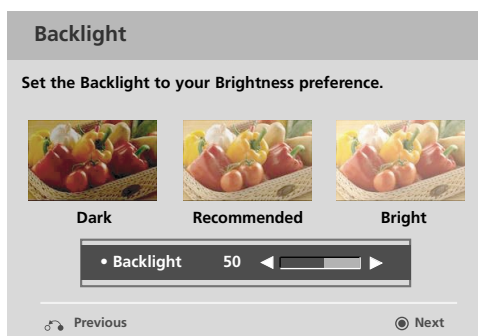 Backlight
Set the Backlight to your Brightness preference.
Dark Recommended Bright
• Backlight 50
Previous Next